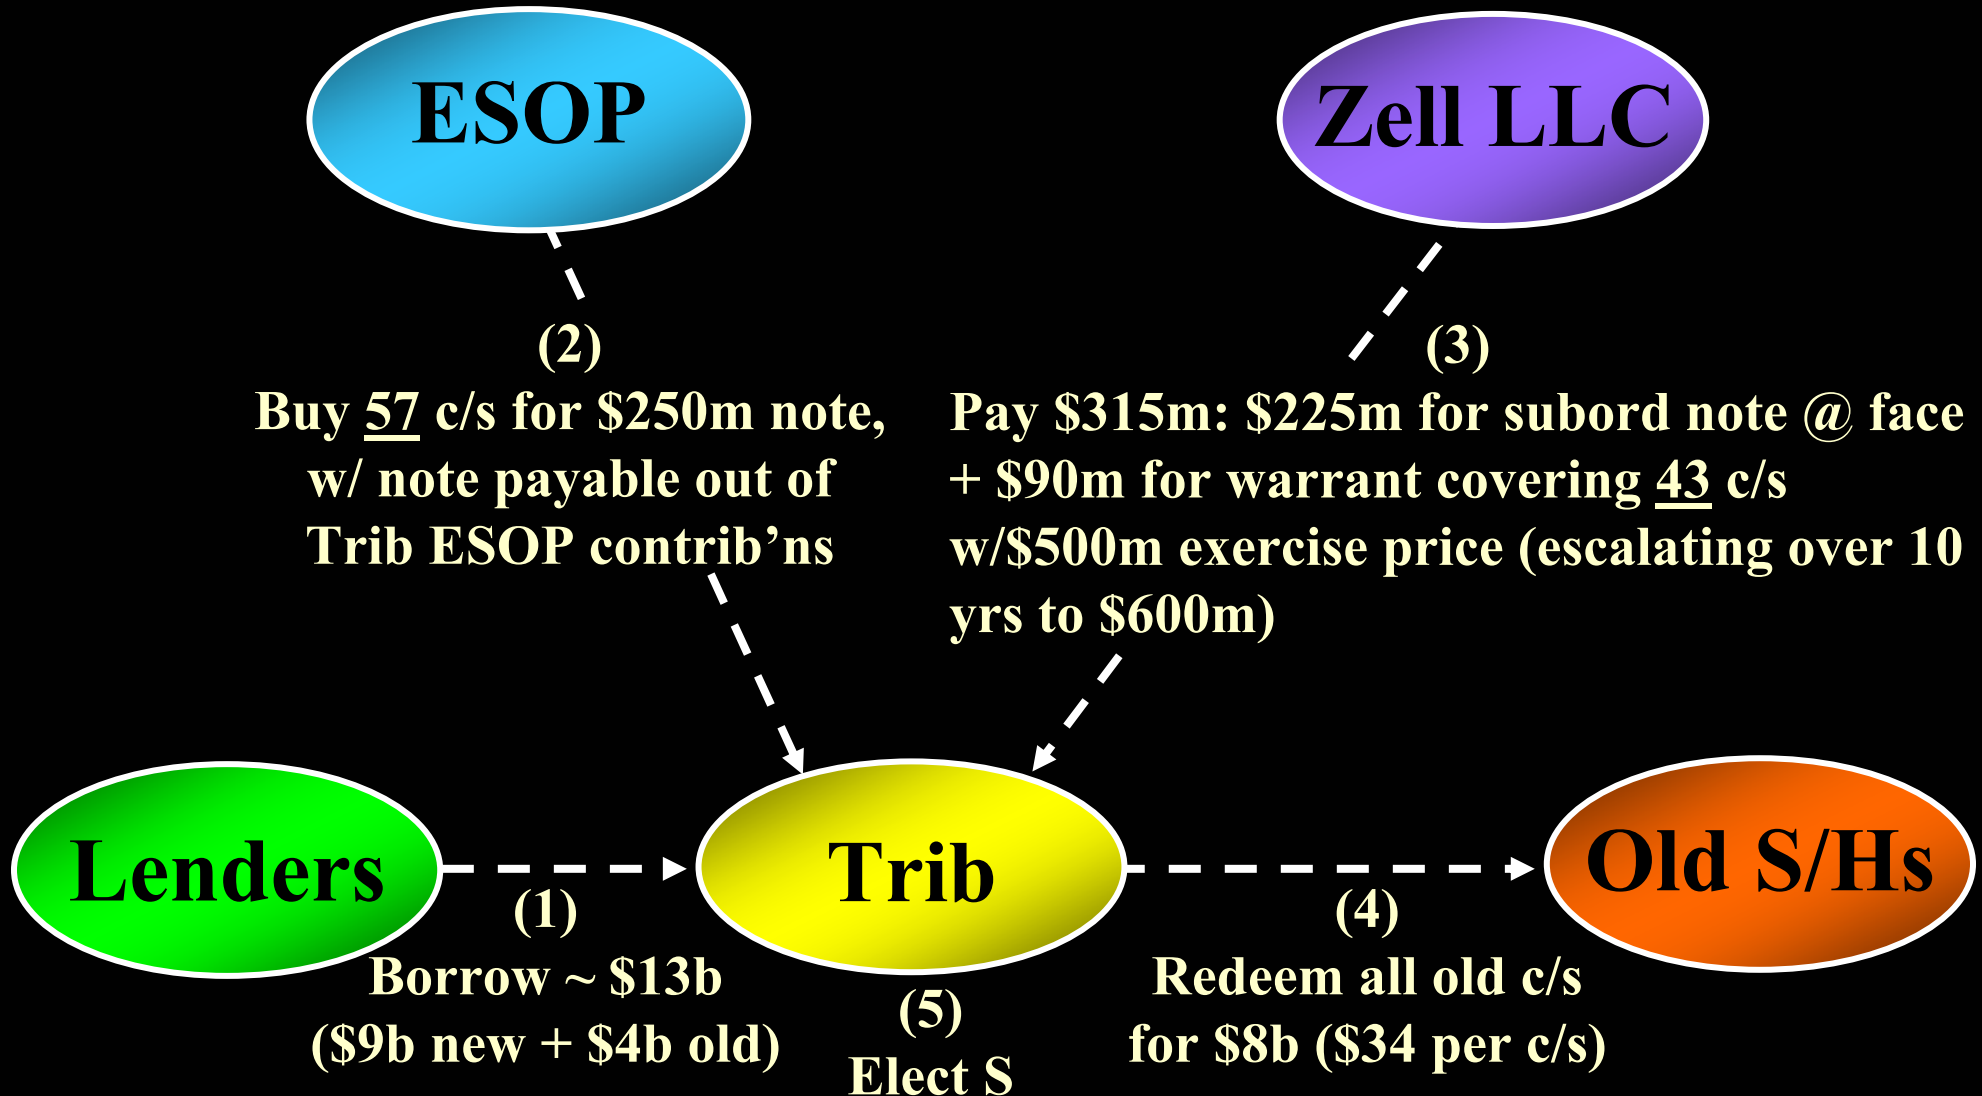 ESOP
Zell LLC
(2)
Buy 57 c/s for $250m note,
w/ note payable out of
Trib ESOP contrib’ns
(3)
Pay $315m: $225m for subord note @ face
+ $90m for warrant covering 43 c/s
w/$500m exercise price (escalating over 10
yrs to $600m)
Lenders
Trib
Old S/Hs
(1)
Borrow ~ $13b
($9b new + $4b old)
(5)
Elect S
(4)
Redeem all old c/s
for $8b ($34 per c/s)